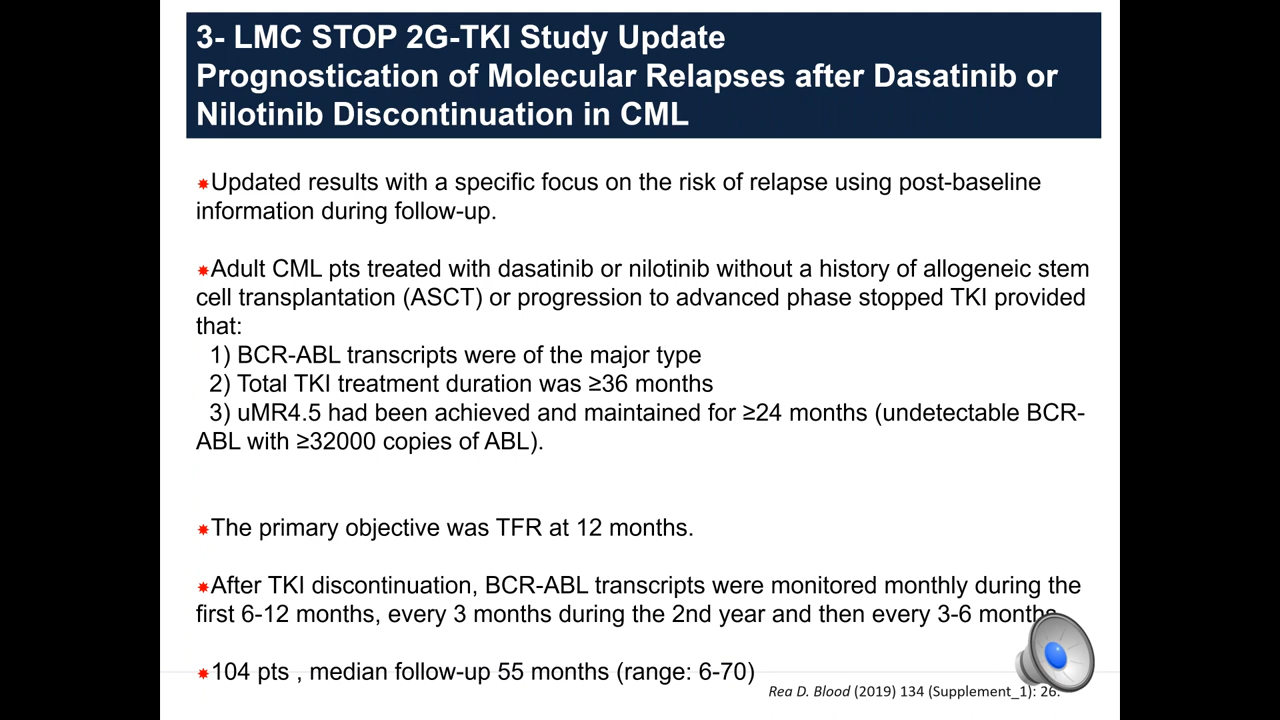 3- LMC STOP 2G-TKI Study Update
Prognostication of Molecular Relapses after Dasatinib or
Nilotinib Discontinuation in CML
Updated results with a specific focus on the risk of relapse using post-baseline
information during follow-up.
Adult CML pts treated with dasatinib or nilotinib without a history of allogeneic stem
cell transplantation (ASCT) or progression to advanced phase stopped TKI provided
that:
1) BCR-ABL transcripts were of the major type
2) Total TKI treatment duration was ≥36 months
3) uMR4.5 had been achieved and maintained for ≥24 months (undetectable BCR-
ABL with ≥32000 copies of ABL).
The primary objective was TFR at 12 months.
After TKI discontinuation, BCR-ABL transcripts were monitored monthly during the
first 6-12 months, every 3 months during the 2nd year and then every 3-6 months.
104 pts , median follow-up 55 months (range: 6-70)
Rea D. Blood (2019) 134 (Supplement_1): 26.